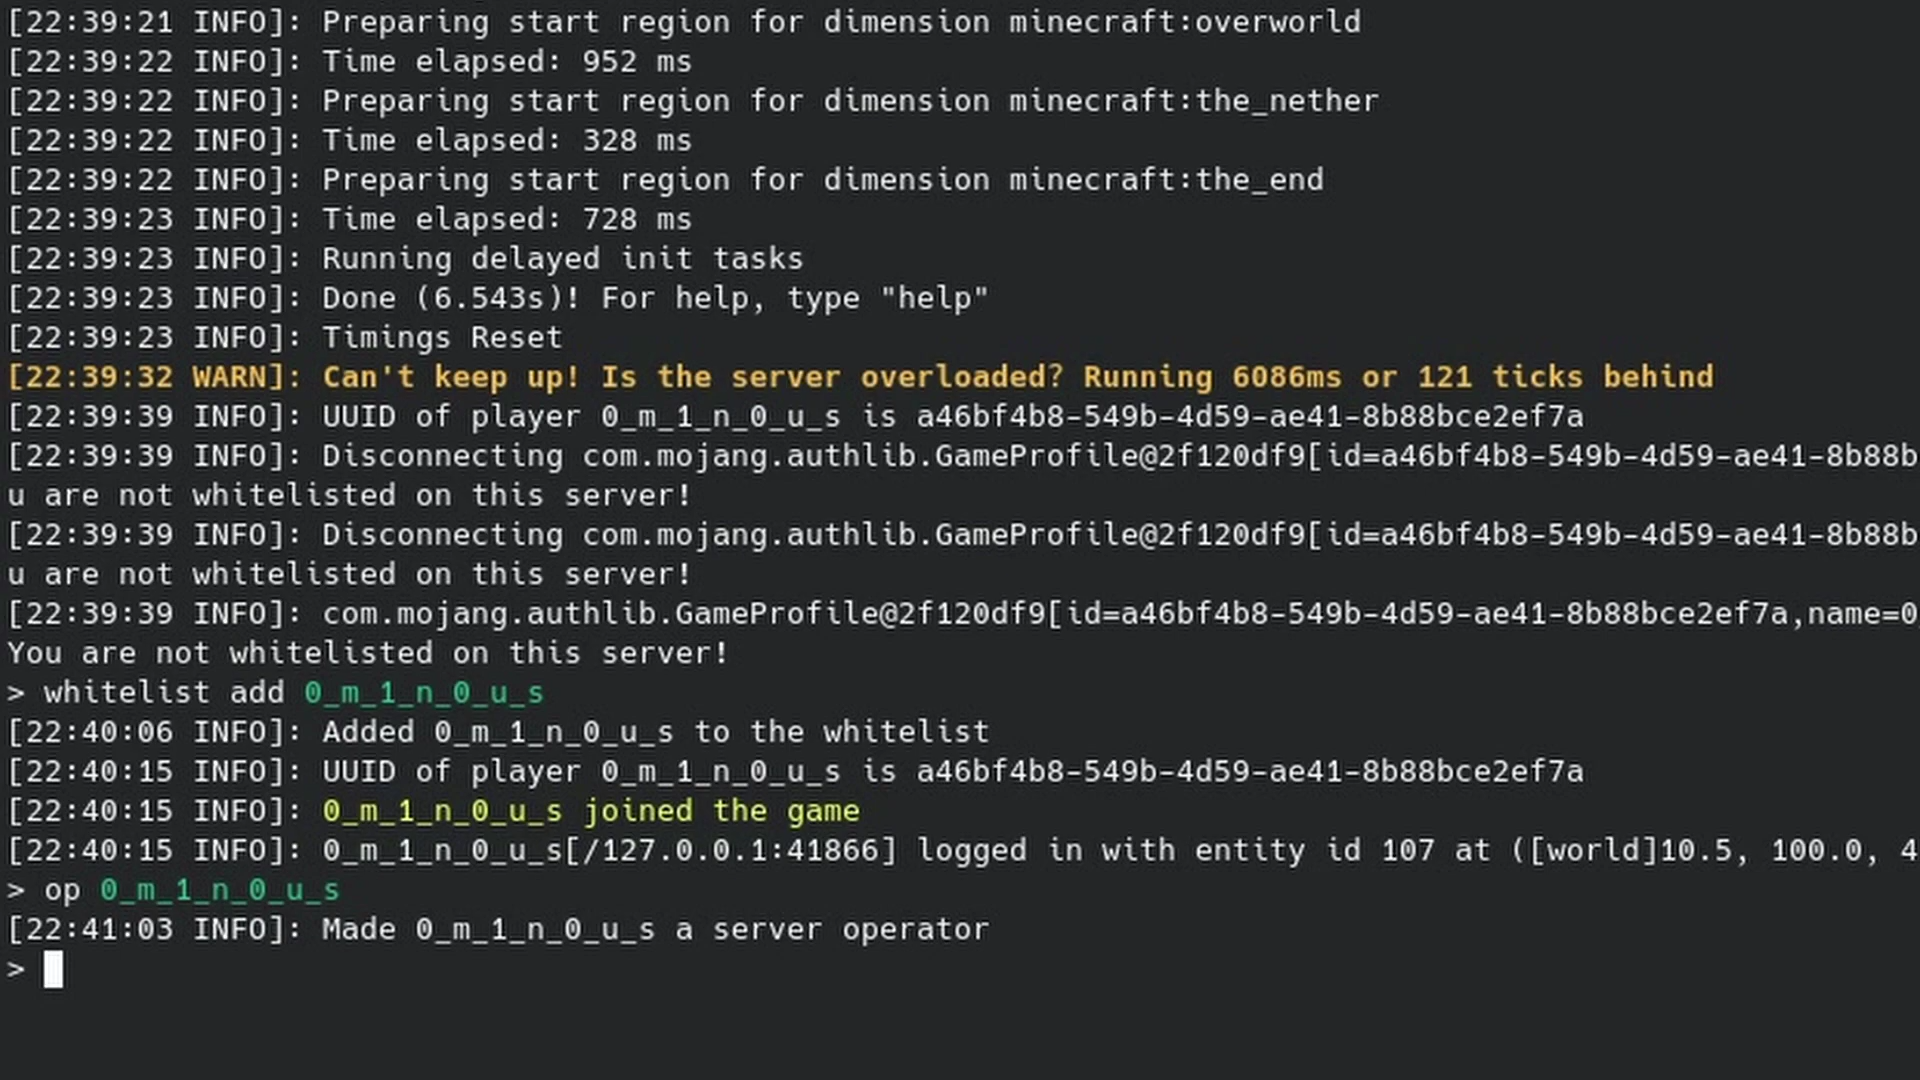 [22:39:21 INFO]: Preparing start region for dimension minecraft:overworld
[22:39:22 INFO]: Time elapsed: 952 ms
[22:39:22 INFO]: Preparing start region for dimension minecraft:the_nether
[22:39:22 INFO]: Time elapsed: 328 ms
[22:39:22 INFO]: Preparing start region for dimension minecraft:the_end
[22:39:23 INFO]: Time elapsed: 728 ms
[22:39:23 INFO]: Running delayed init tasks
[22:39:23 INFO]: Done (6.543s)! For help, type "help"
[22:39:23 INFO]: Timings Reset
[22:39:32 WARN]: Can't keep up! Is the server overloaded? Running 6086ms or 121 ticks behind
[22:39:39 INFO]: UUID of player 0_m_1_n_0_u_s is a46bf4b8-549b-4d59-ae41-8b88bce2ef7a
[22:39:39 INFO]: Disconnecting com.mojang.authlib.GameProfile@2f120df9[id=a46bf4b8-549b-4d59-ae41-8b88b
u are not whitelisted on this server!
[22:39:39 INFO]: Disconnecting com.mojang.authlib.GameProfile@2f120df9[id=a46bf4b8-549b-4d59-ae41-8b88b
u are not whitelisted on this server!
[22:39:39 INFO]: com.mojang.authlib.GameProfile@2f120df9[id=a46bf4b8-549b-4d59-ae41-8b88bce2ef7a,name=0
You are not whitelisted on this server!
> whitelist add 0_m_1_n_0_u_s
[22:40:06 INFO]: Added 0_m_1_n_0_u_s to the whitelist
[22:40:15 INFO]: UUID of player 0_m_1_n_0_u_s is a46bf4b8-549b-4d59-ae41-8b88bce2ef7a
[22:40:15 INFO]: 0_m_1_n_0_u_s joined the game
[22:40:15 INFO]: 0_m_1_n_0_u_s[/127.0.0.1:41866] logged in with entity id 107 at ([world]10.5, 100.0, 4
> op 0_m_1_n_0_u_s
[22:41:03 INFO]: Made 0_m_1_n_0_u_s a server operator
>